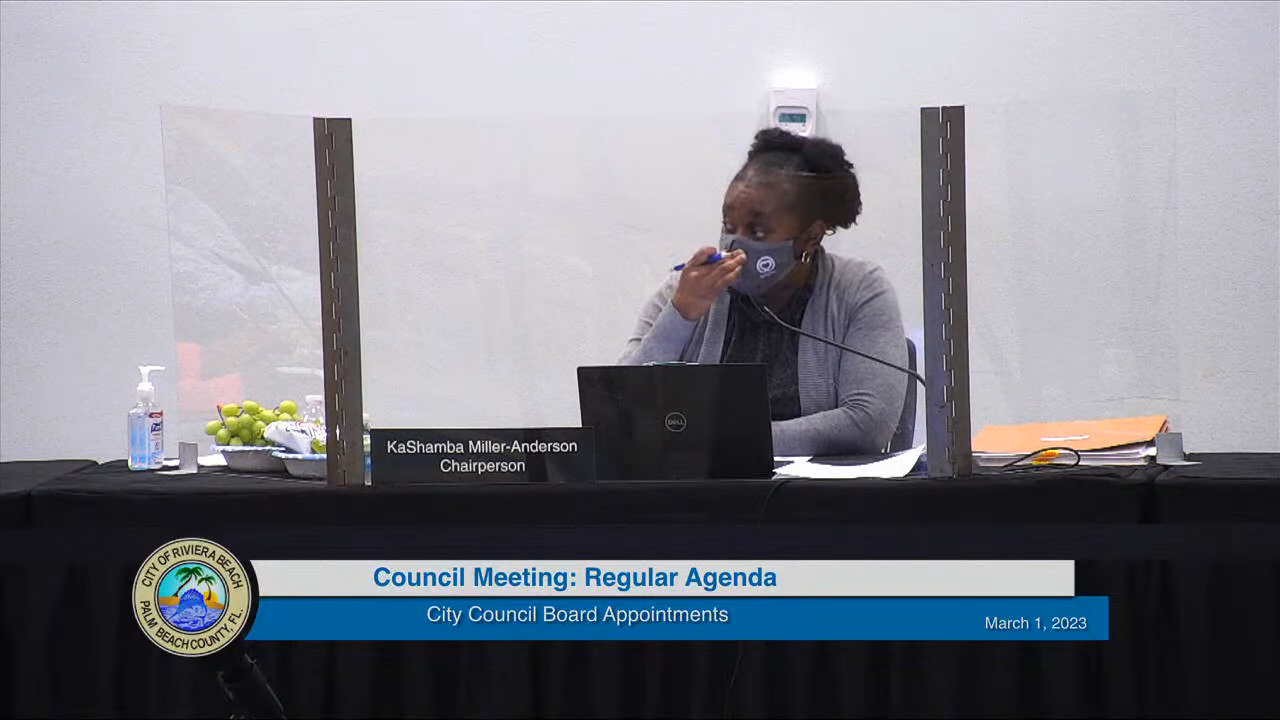 DELL
KaShamba Miller-Anderson
Chairperson
CITY OF RIVIERA BEACH
PALM BEACH COUNTY, FL.
Council Meeting: Regular Agenda
City Council Board Appointments
March 1, 2023